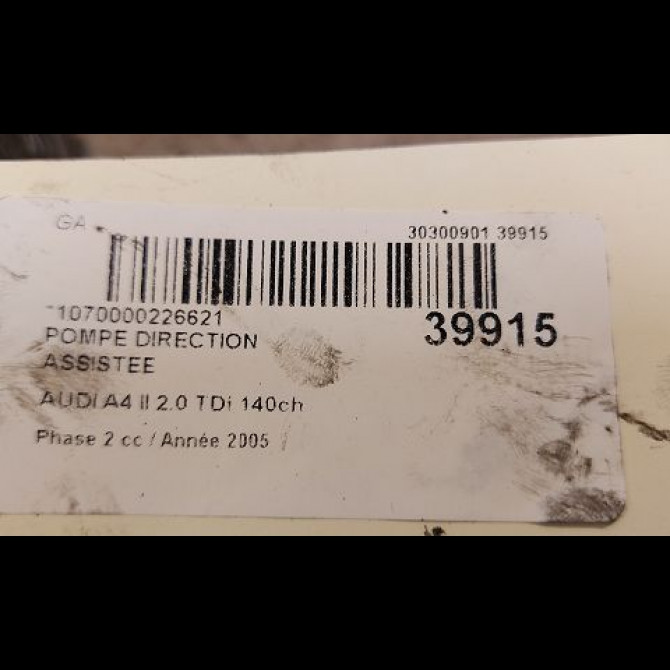 GA
30300901 39915
1070000226621
39915
POMPE DIRECTION
ASSISTEE
AUDI A4 II 2.0 TDi 140ch
Phase 2 cc / Année 2005